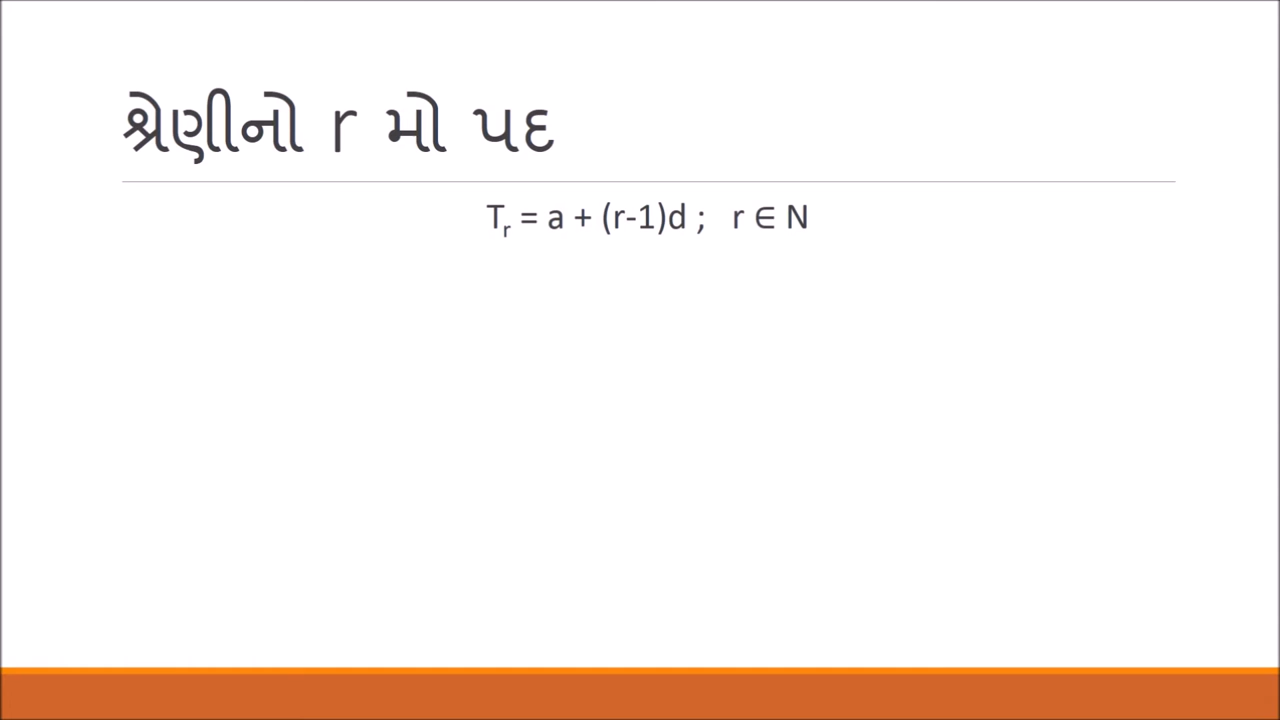 શ્રેણીનો r મો પદ
Tr = a + (r-1)d ; r ∈ N